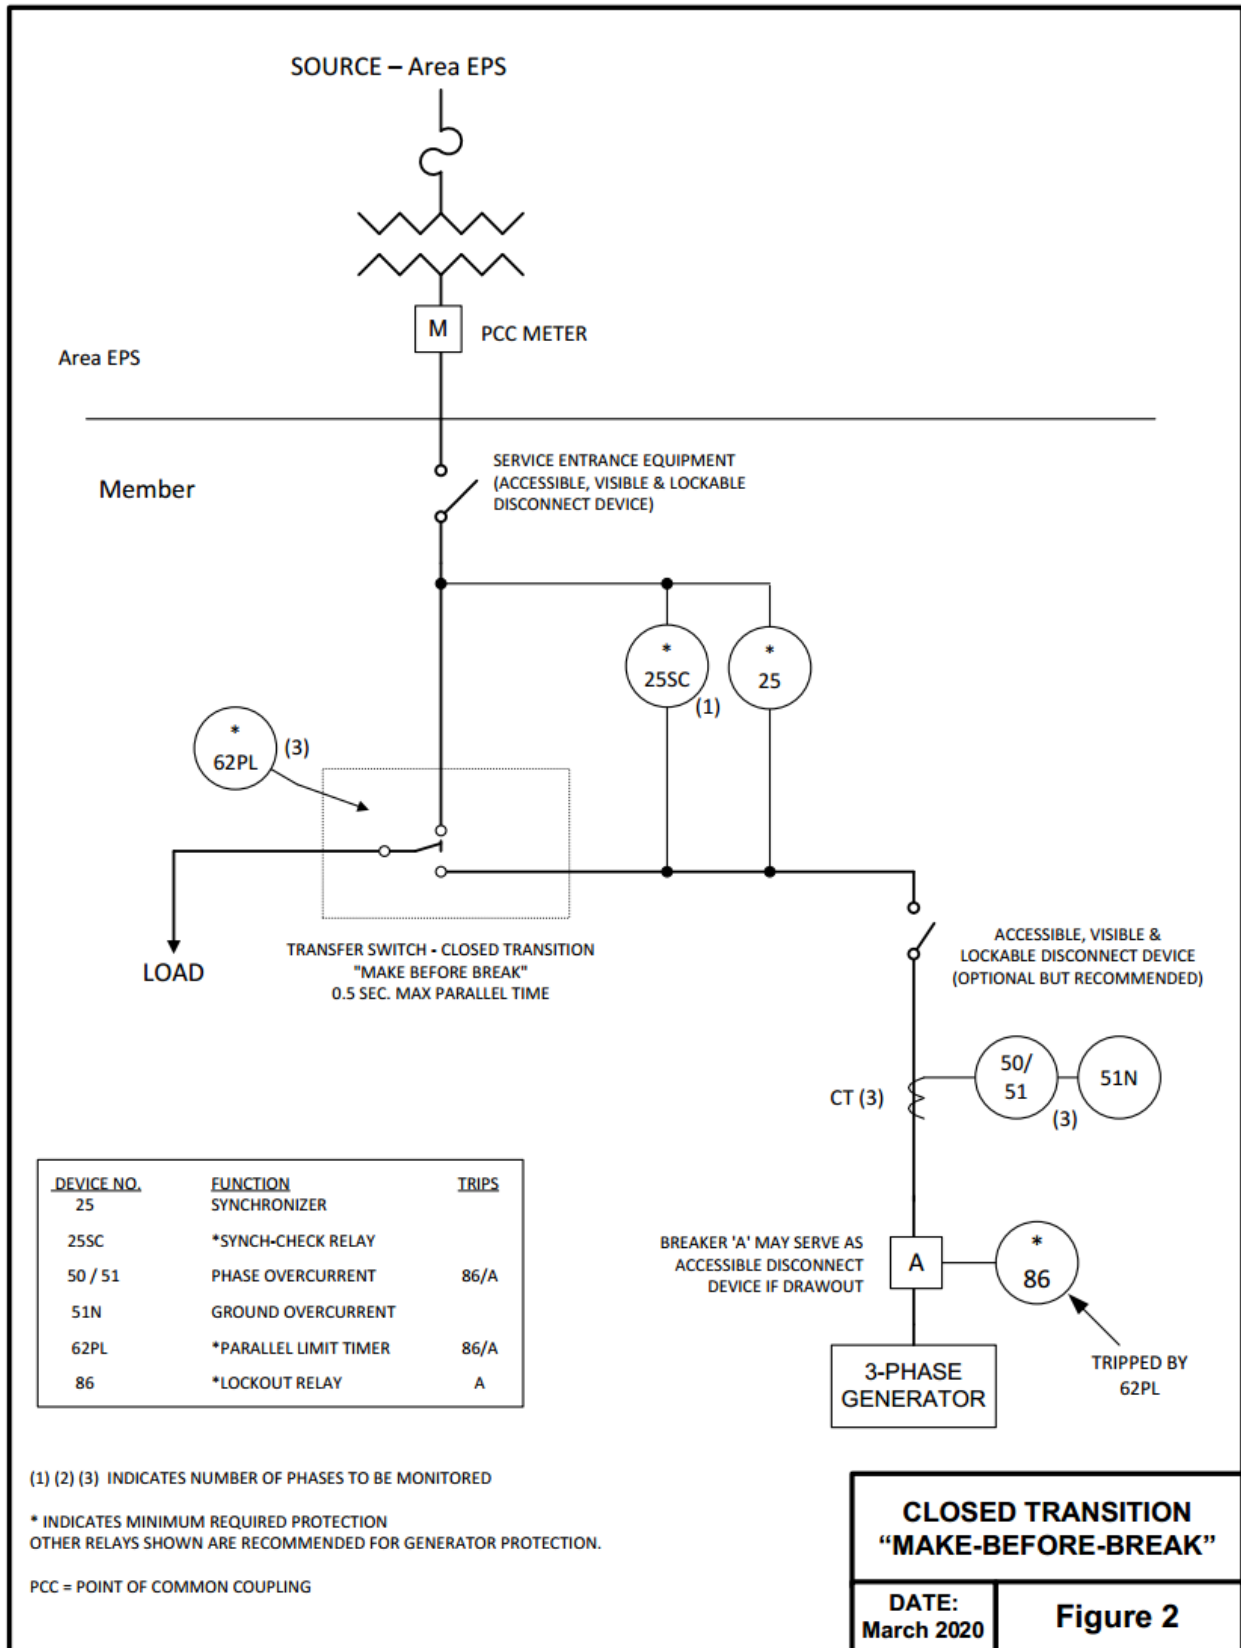 SOURCE – Area EPS
M
PCC METER
Area EPS
Member
SERVICE ENTRANCE EQUIPMENT
(ACCESSIBLE, VISIBLE & LOCKABLE
DISCONNECT DEVICE)
*
25SC
(1)
*
25
*
62PL
(3)
LOAD
TRANSFER SWITCH - CLOSED TRANSITION
"MAKE BEFORE BREAK"
0.5 SEC. MAX PARALLEL TIME
ACCESSIBLE, VISIBLE &
LOCKABLE DISCONNECT DEVICE
(OPTIONAL BUT RECOMMENDED)
CT (3)
50/
51
(3)
51N
BREAKER 'A' MAY SERVE AS
ACCESSIBLE DISCONNECT
DEVICE IF DRAWOUT
A
*
86
TRIPPED BY
62PL
3-PHASE
GENERATOR
DEVICE NO. FUNCTION TRIPS
25 SYNCHRONIZER
25SC *SYNCH-CHECK RELAY
50 / 51 PHASE OVERCURRENT 86/A
51N GROUND OVERCURRENT
62PL *PARALLEL LIMIT TIMER 86/A
86 *LOCKOUT RELAY A
(1) (2) (3) INDICATES NUMBER OF PHASES TO BE MONITORED
* INDICATES MINIMUM REQUIRED PROTECTION
OTHER RELAYS SHOWN ARE RECOMMENDED FOR GENERATOR PROTECTION.
PCC = POINT OF COMMON COUPLING
CLOSED TRANSITION
“MAKE-BEFORE-BREAK”
DATE:
March 2020
Figure 2